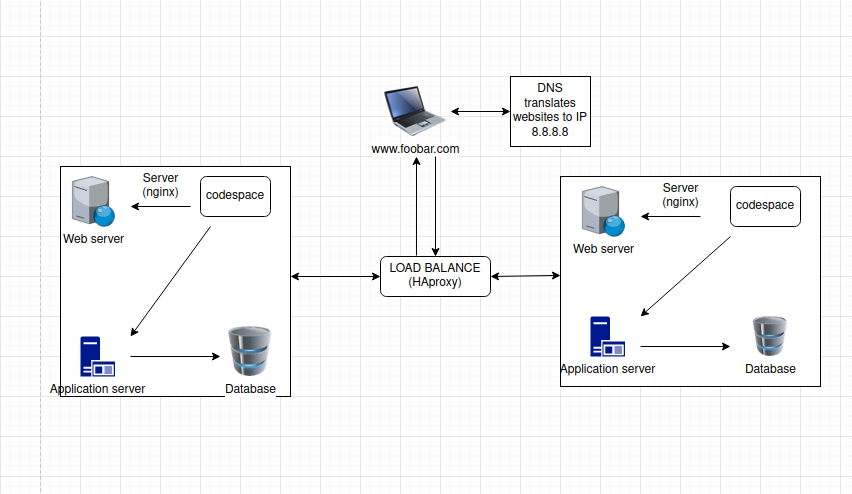 DNS
translates
websites to IP
8.8.8.8
www.foobar.com
Server
(nginx)
codespace
Web server
Application server
Database
LOAD BALANCE
(HAproxy)
Server
(nginx)
codespace
Web server
Application server
Database